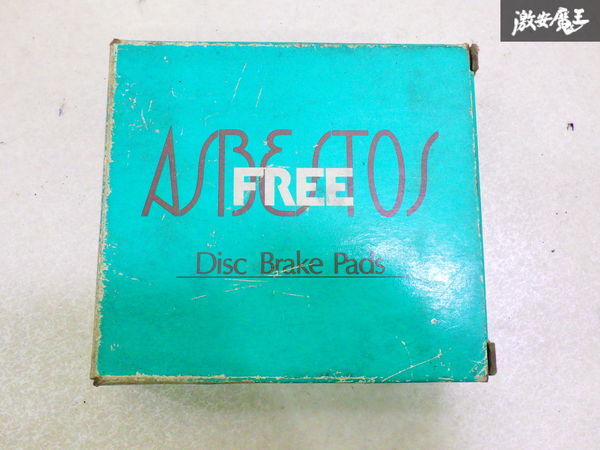 激安魔王
ASBESTOS
FREE
Disc Brake Pads